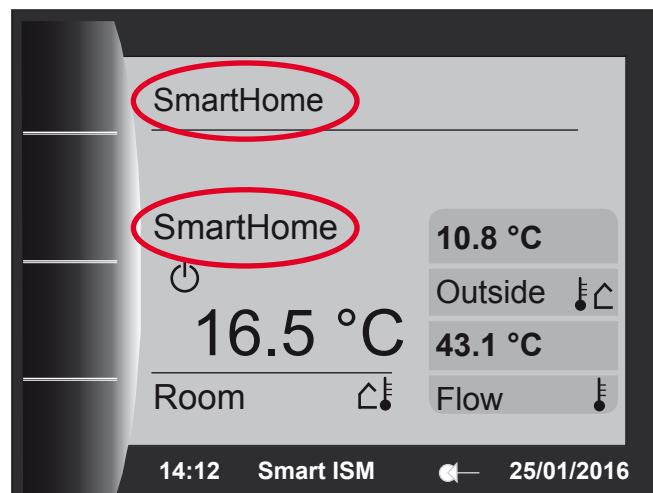 SmartHome
SmartHome
16.5 °C
Room
10.8 °C
Outside
43.1 °C
Flow
14:12 Smart ISM 25/01/2016